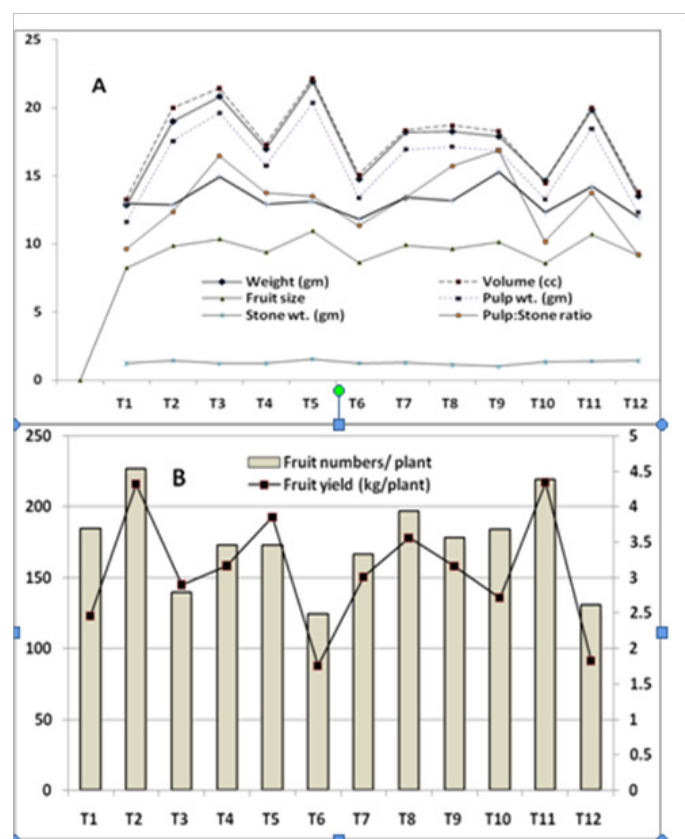 25
A
20
15
10
Weight (gm) Volume (cc)
Fruit size Pulp wt. (gm)
5
Stone wt. (gm) Pulp:Stone ratio
0
T1 T2 T3 T4 T5 T6 T7 T8 T9 T10 T11 T12
250 5
B
Fruit numbers/ plant
Fruit yield (kg/plant)
4.5
200 4
3.5
150 3
2.5
100 2
1.5
50 1
0.5
0 0
T1 T2 T3 T4 T5 T6 T7 T8 T9 T10 T11 T12